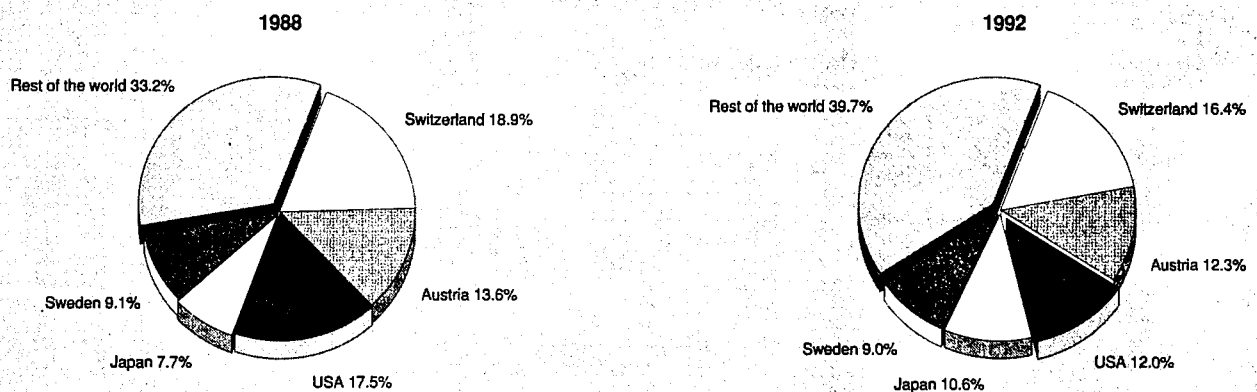 1988
Rest of the world 33.2%
Switzerland 18.9%
Austria 13.6%
Sweden 9.1%
Japan 7.7%
USA 17.5%
1992
Rest of the world 39.7%
Switzerland 16.4%
Austria 12.3%
Sweden 9.0%
USA 12.0%
Japan 10.6%